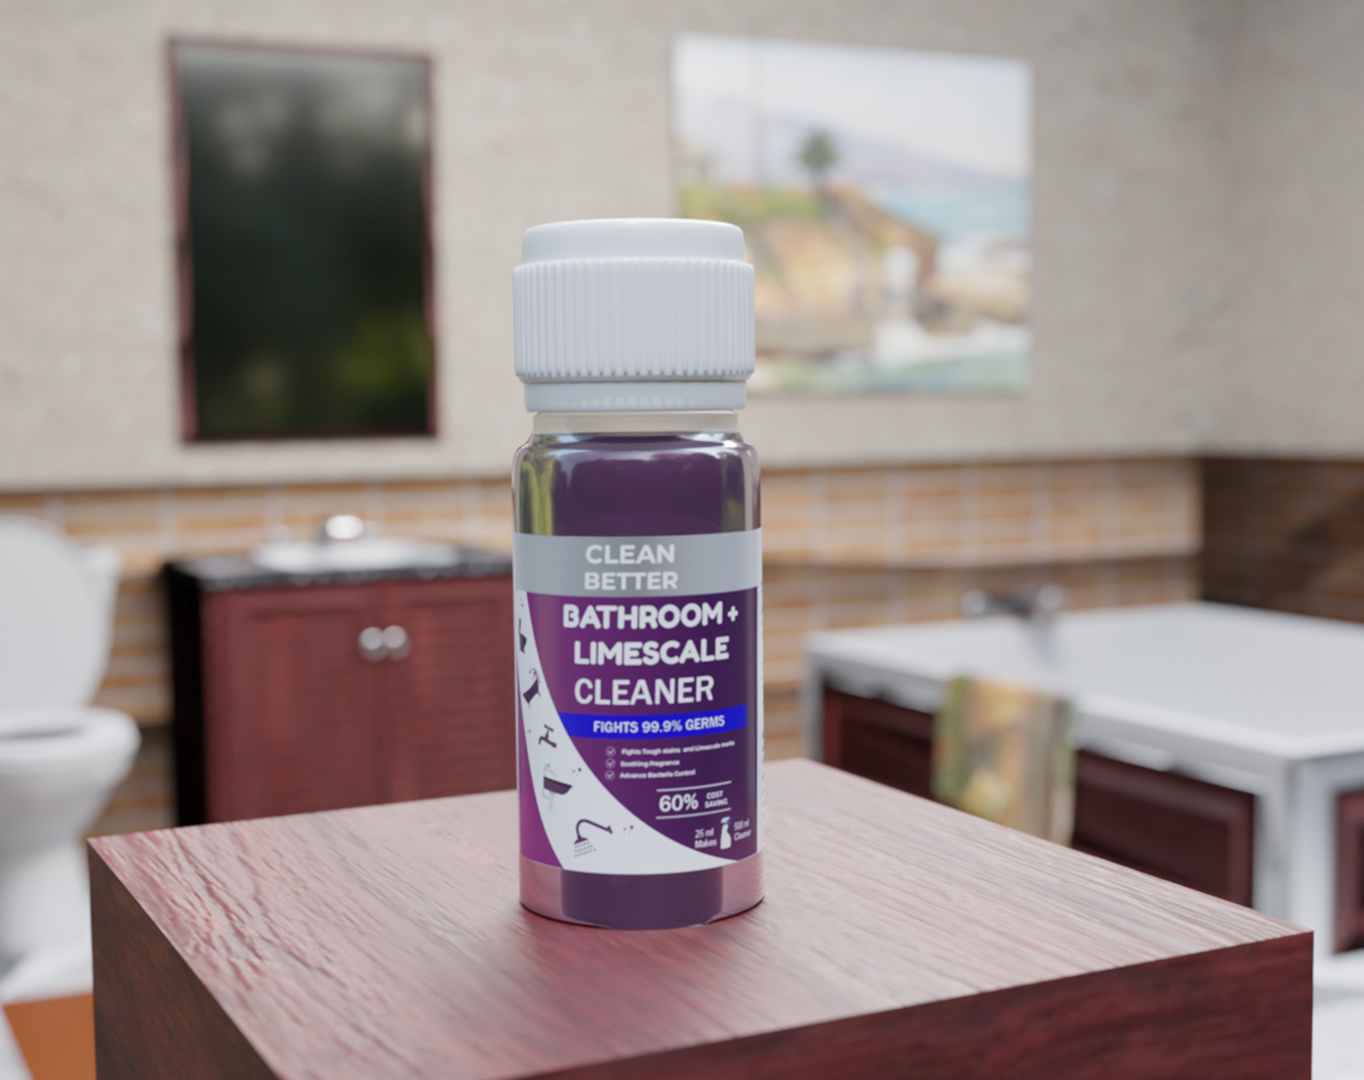 CLEAN
BETTER
BATHROOM +
LIMESCALE
CLEANER
FIGHTS 99.9% GERMS
Fights Tough stains and Limescale marks
Soothing Fragrance
Advance Bacteria Control
60% COST SAVING
25 ml Makes 500 ml Cleaner